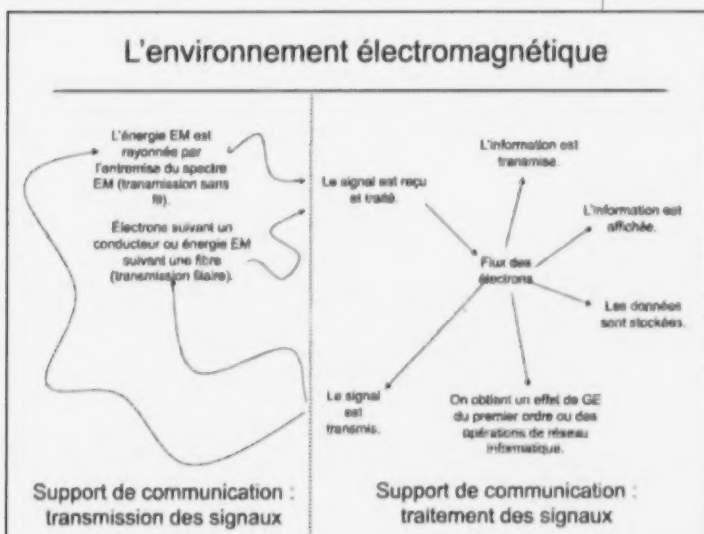 L'environnement électromagnétique
L'énergie EM est
rayonnée par
l'entremise du spectre
EM (transmission sans
fil).
Électrons suivant un
conducteur ou énergie EM
suivant une fibre
(transmission filaire).
Le signal est reçu
et traité.
L'information est
transmise.
L'information est
affichée.
Flux des
électrons.
Les données
sont stockées.
Le signal
est
transmis.
On obtient un effet de GE
du premier ordre ou des
opérations de réseau
informatique.
Support de communication :
transmission des signaux
Support de communication :
traitement des signaux